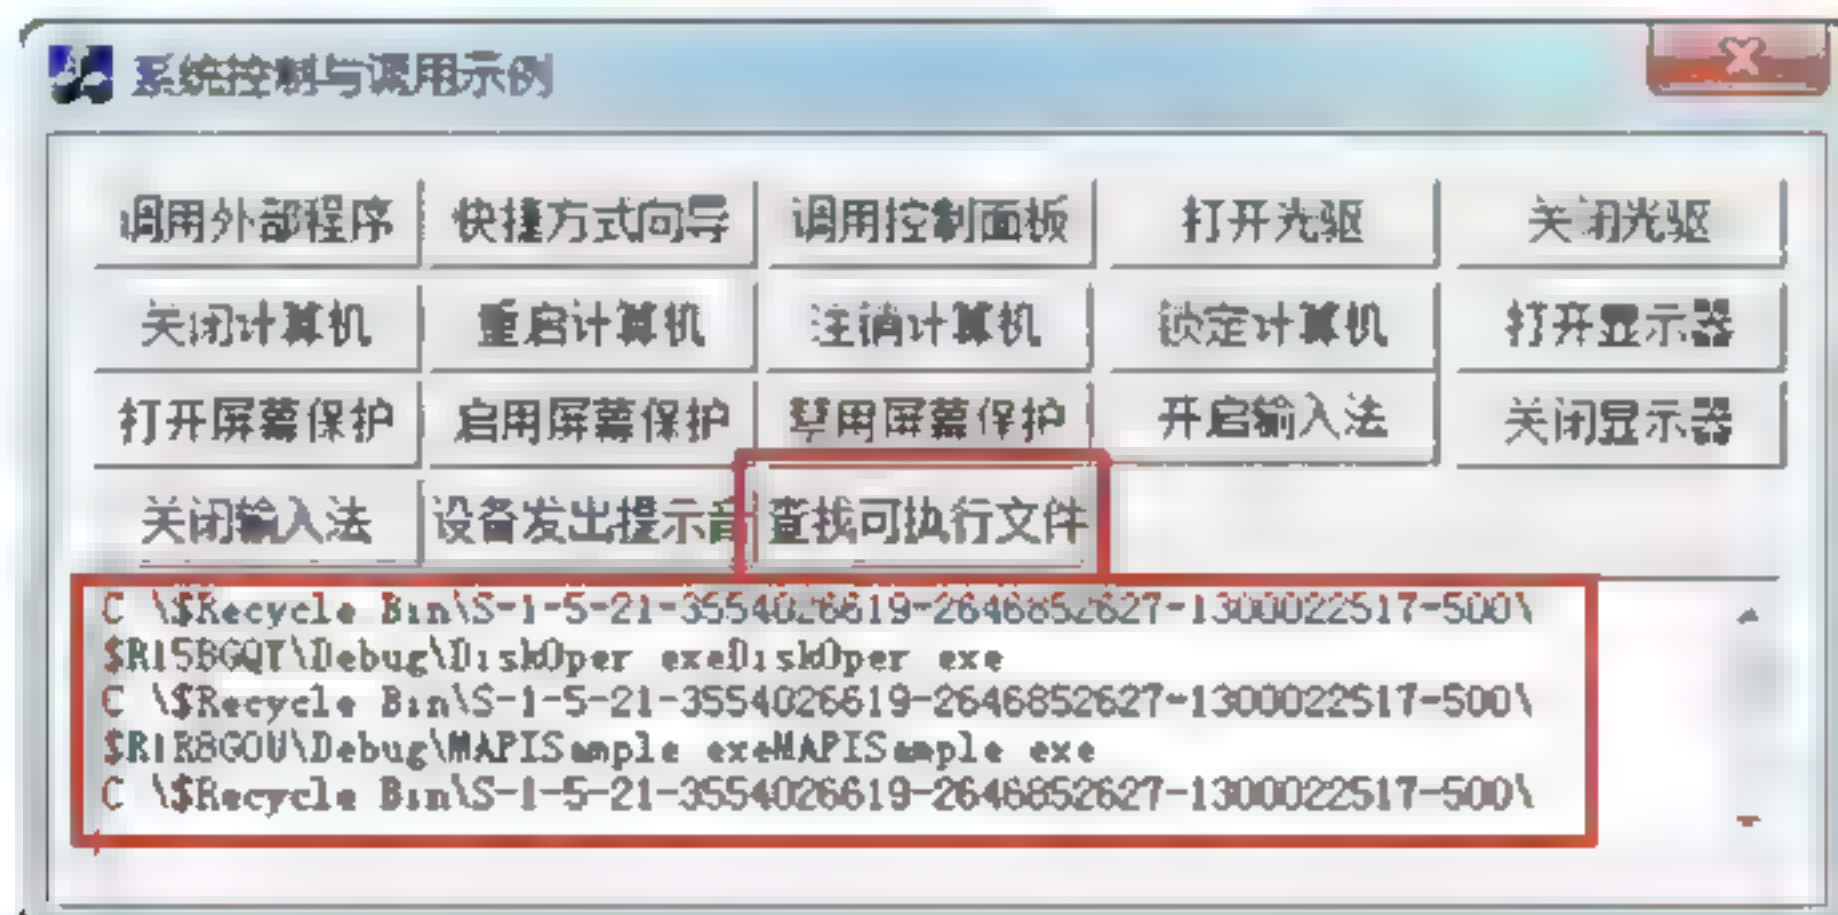 系统控制与调用示例
调用外部程序 快捷方式向导 调用控制面板 打开光驱 关闭光驱
关闭计算机 重启计算机 注销计算机 锁定计算机 打开显示器
打开屏幕保护 启用屏幕保护 禁用屏幕保护 开启输入法 关闭显示器
关闭输入法 设备发出提示音 查找可执行文件
C \$Recycle Bin\S-1-5-21-3554026619-2646852627-1300022517-500\
$RI5BGQT\Debug\DiskOper exeDiskOper exe
C \$Recycle Bin\S-1-5-21-3554026619-2646852627-1300022517-500\
$RIR8GOU\Debug\MAPISample exeMAPISample exe
C \$Recycle Bin\S-1-5-21-3554026619-2646852627-1300022517-500\